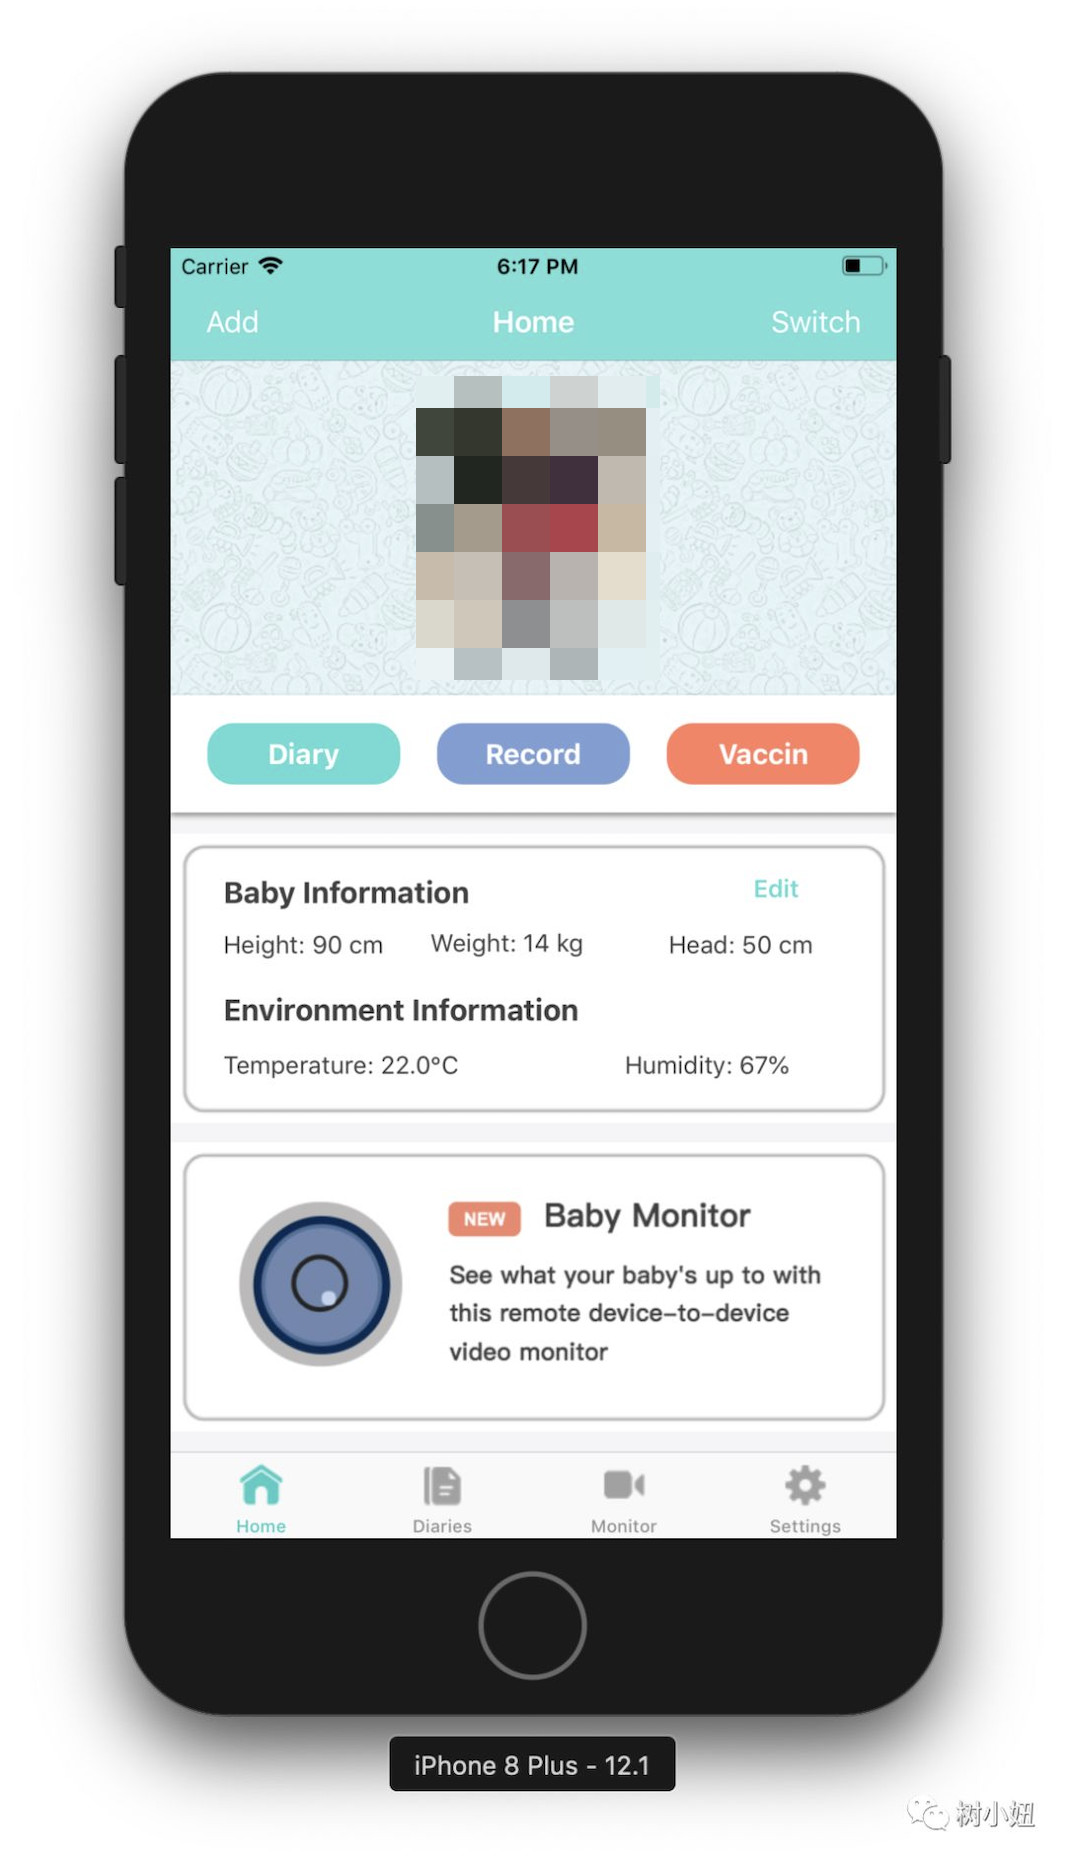 Carrier 6:17 PM
Add Home Switch
Diary Record Vaccin
Baby Information Edit
Height: 90 cm Weight: 14 kg Head: 50 cm
Environment Information
Temperature: 22.0°C Humidity: 67%
NEW Baby Monitor
See what your baby's up to with
this remote device-to-device
video monitor
Home Diaries Monitor Settings
iPhone 8 Plus - 12.1
树小妞